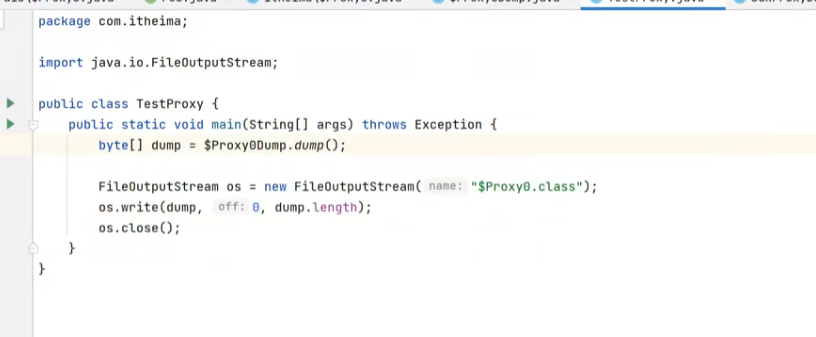 package com.itheima;
import java.io.FileOutputStream;
public class TestProxy {
public static void main(String[] args) throws Exception {
byte[] dump = $Proxy0Dump.dump();
FileOutputStream os = new FileOutputStream( name: "$Proxy0.class");
os.write(dump, off: 0, dump.length);
os.close();
}
}